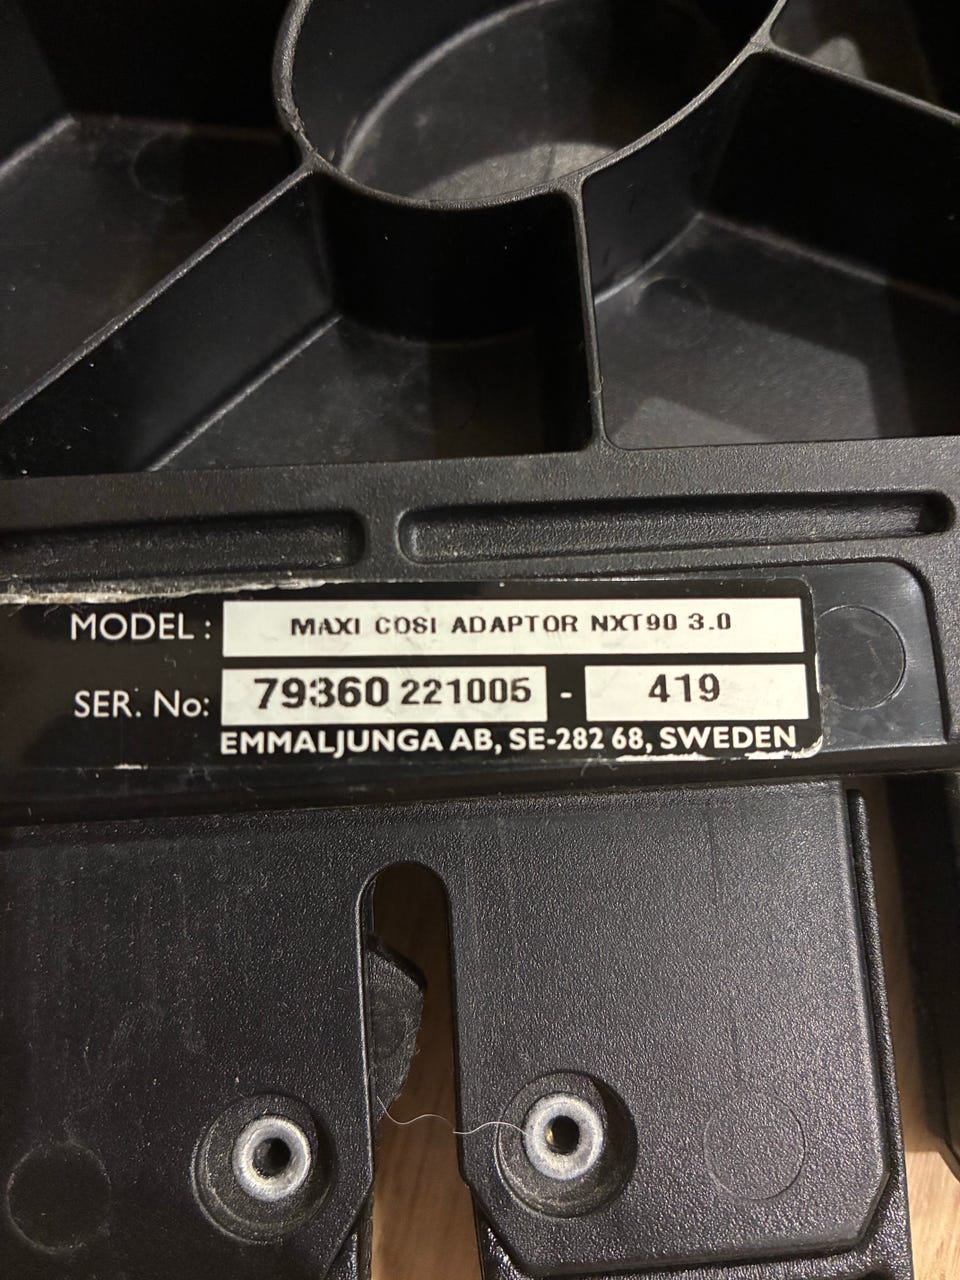 MODEL : MAXI COSI ADAPTOR NXT90 3.0
SER. No: 79360 221005 - 419
EMMALJUNGA AB, SE-282 68, SWEDEN